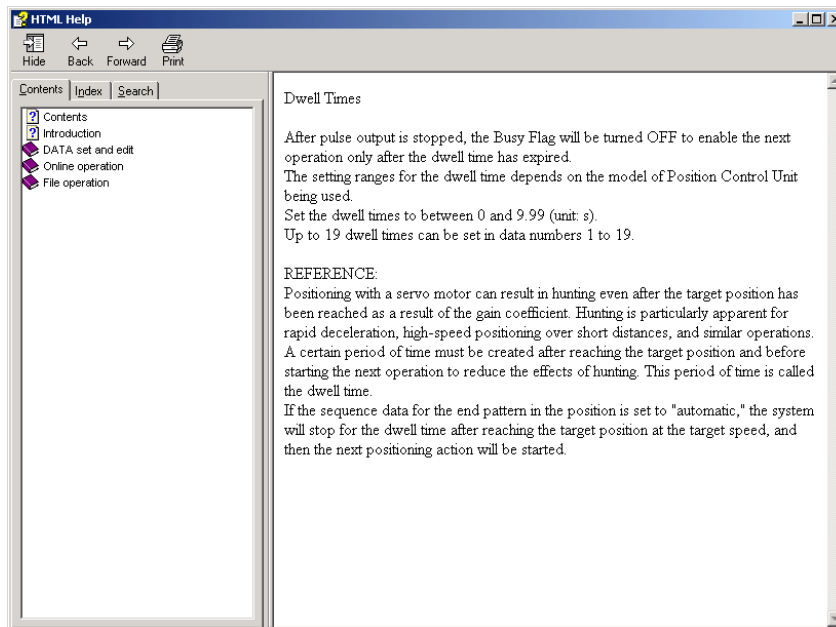 HTML Help
Hide Back Forward Print
Contents Index Search
Contents
Introduction
DATA set and edit
Online operation
File operation
Dwell Times
After pulse output is stopped, the Busy Flag will be turned OFF to enable the next
operation only after the dwell time has expired.
The setting ranges for the dwell time depends on the model of Position Control Unit
being used.
Set the dwell times to between 0 and 9.99 (unit: s).
Up to 19 dwell times can be set in data numbers 1 to 19.
REFERENCE:
Positioning with a servo motor can result in hunting even after the target position has
been reached as a result of the gain coefficient. Hunting is particularly apparent for
rapid deceleration, high-speed positioning over short distances, and similar operations.
A certain period of time must be created after reaching the target position and before
starting the next operation to reduce the effects of hunting. This period of time is called
the dwell time.
If the sequence data for the end pattern in the position is set to "automatic," the system
will stop for the dwell time after reaching the target position at the target speed, and
then the next positioning action will be started.